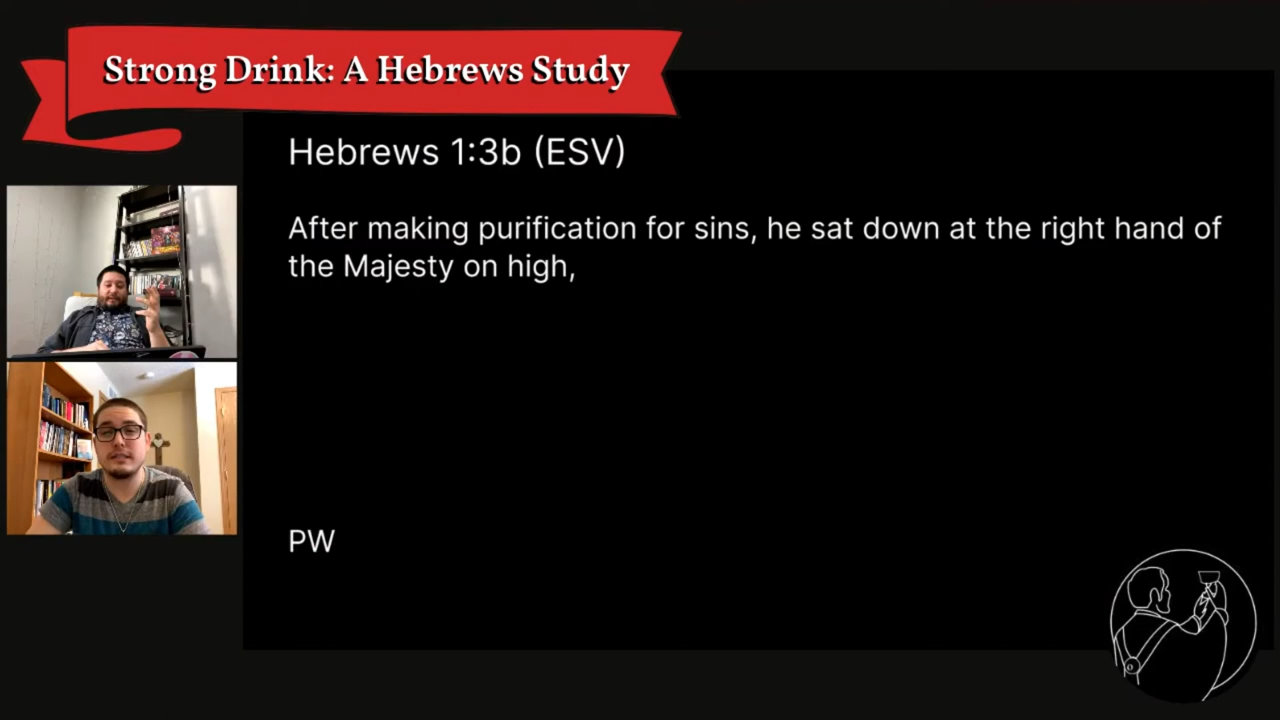 Strong Drink: A Hebrews Study
Hebrews 1:3b (ESV)
After making purification for sins, he sat down at the right hand of
the Majesty on high,
PW